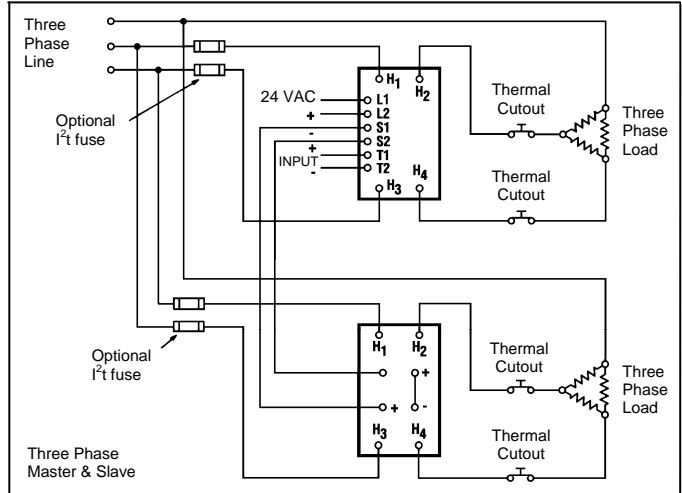 Three
Phase
Line
Optional
I²t fuse
24 VAC
+
-
+
INPUT
-
H1
H2
L1
L2
S1
S2
T1
T2
H3
H4
Thermal
Cutout
Three
Phase
Load
Thermal
Cutout
Optional
I²t fuse
H1
H2
+
+
-
H3
H4
Thermal
Cutout
Three
Phase
Load
Thermal
Cutout
Three Phase
Master & Slave